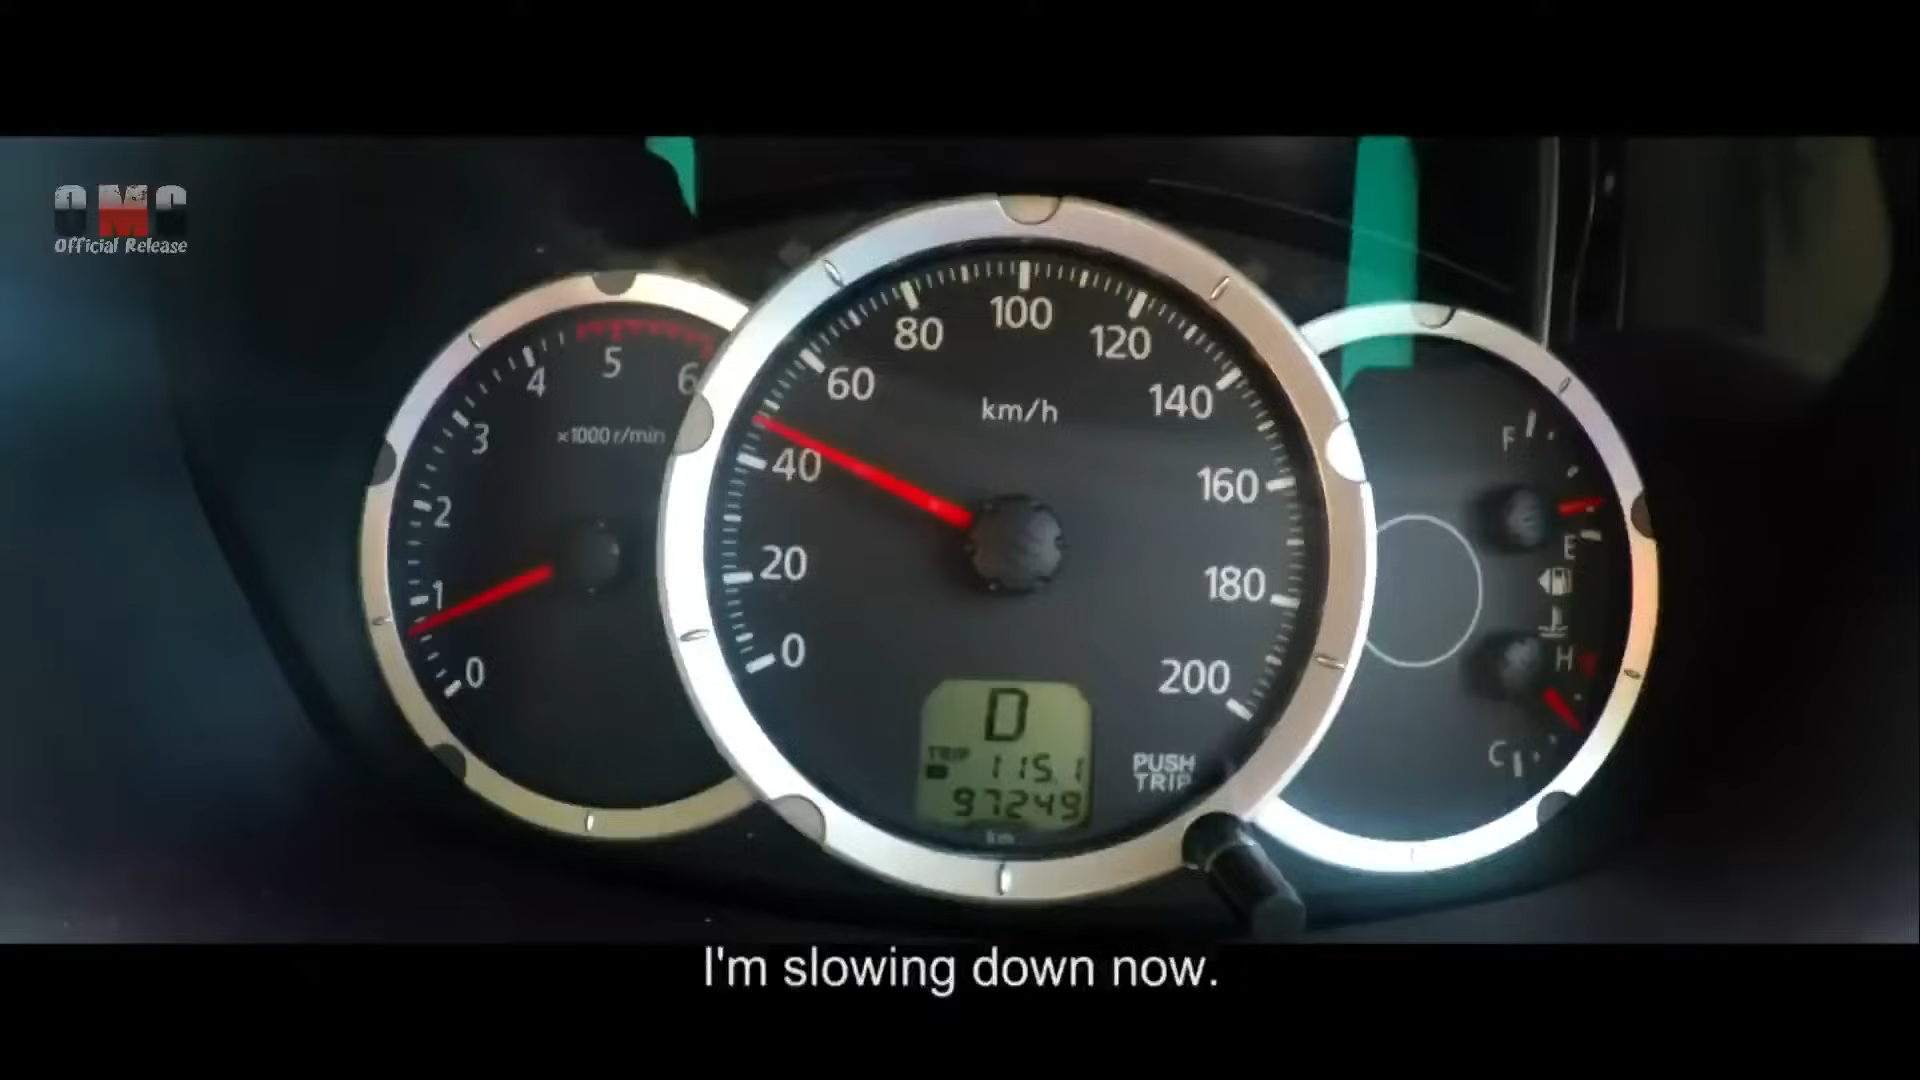 OMG
Official Release
80
100
120
60
140
40
km/h
160
20
180
0
200
5
4
6
3
×1000 r/min
2
1
0
F
E
H
C
D
TRIP
115.1
97249
km
PUSH
TRIP
I'm slowing down now.